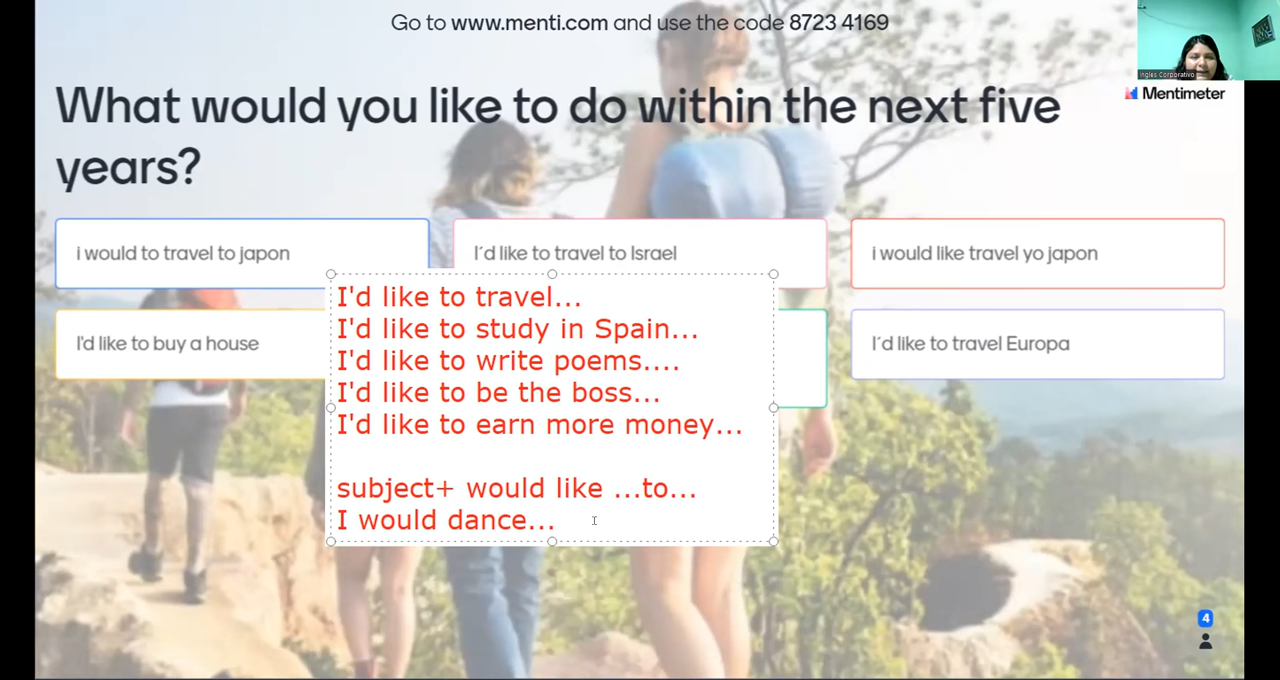 Go to www.menti.com and use the code 8723 4169
Ingles Corporativo
Mentimeter
What would you like to do within the next five
years?
i would to travel to japon
I´d like to travel to Israel
i would like travel yo japon
I'd like to buy a house
I´d like to travel Europa
I'd like to travel...
I'd like to study in Spain...
I'd like to write poems....
I'd like to be the boss...
I'd like to earn more money...
subject+ would like ...to...
I would dance...
4